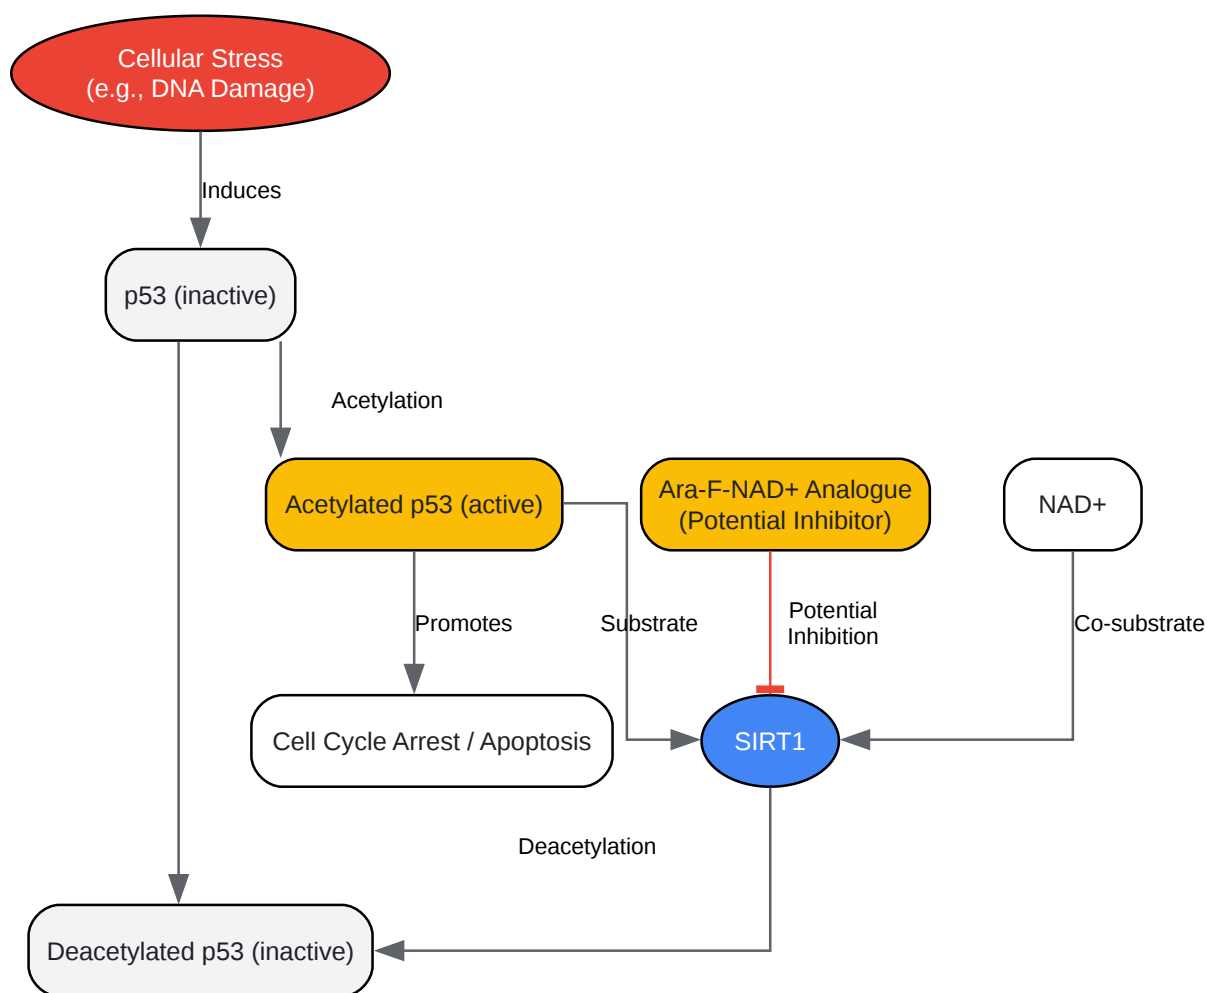 Cellular Stress
(e.g., DNA Damage)
Induces
p53 (inactive)
Acetylation
Acetylated p53 (active)
Ara-F-NAD+ Analogue
(Potential Inhibitor)
NAD+
Promotes
Substrate
Potential
Inhibition
Co-substrate
Cell Cycle Arrest / Apoptosis
SIRT1
Deacetylation
Deacetylated p53 (inactive)